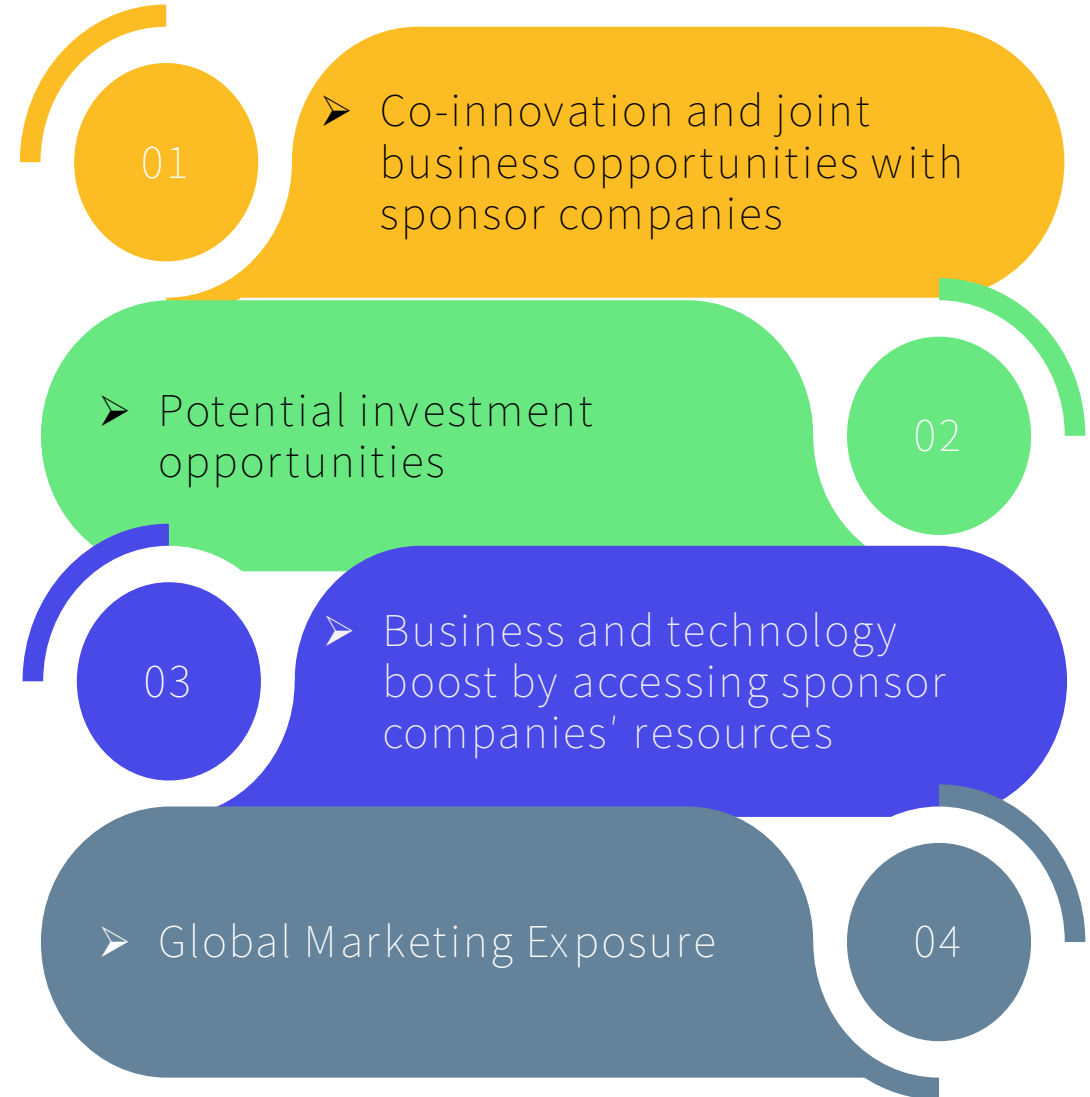 01
➢ Co-innovation and joint
business opportunities with
sponsor companies
➢ Potential investment
opportunities
02
03
➢ Business and technology
boost by accessing sponsor
companies' resources
➢ Global Marketing Exposure
04